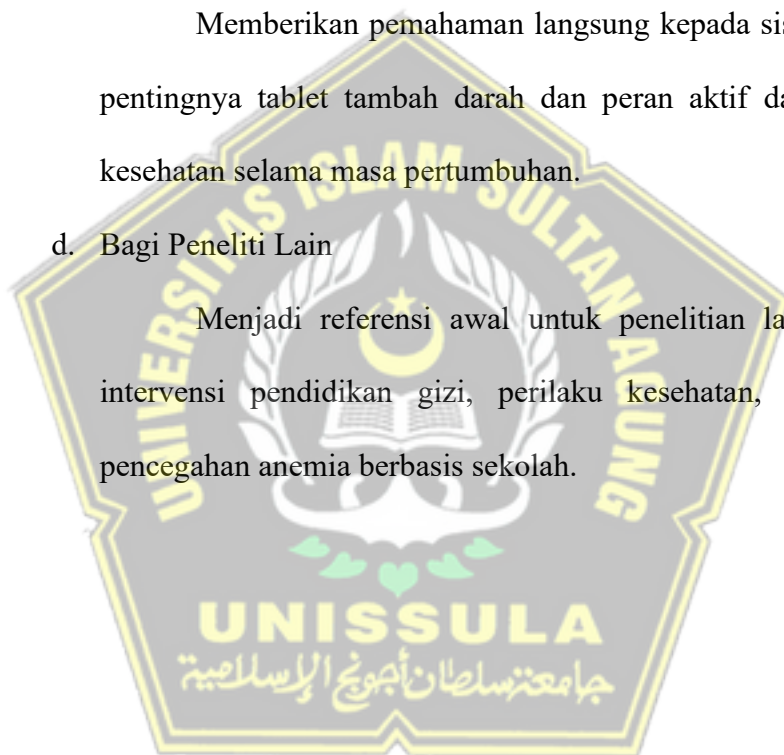 Memberikan pemahaman langsung kepada
pentingnya tablet tambah darah dan peran aktif
kesehatan selama masa pertumbuhan.
d. Bagi Peneliti Lain
Menjadi referensi awal untuk penelitian
intervensi pendidikan gizi, perilaku kesehatan,
pencegahan anemia berbasis sekolah.
UNIVERSITAS ISLAM SULTAN AGUNG
UNISSULA
جامعة سلطان أجونج الإسلامية